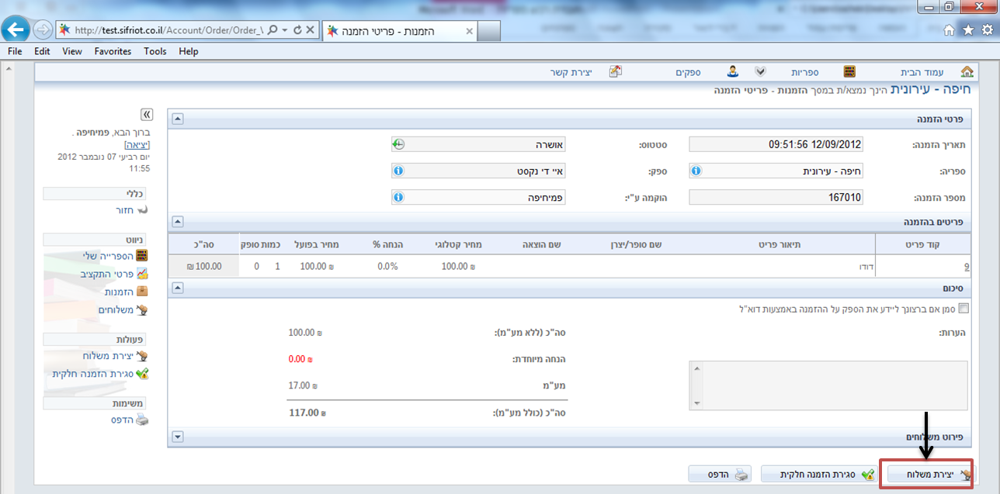 http://test.sifriot.co.il/Account/Order/Order_\
הזמנות - פריטי הזמנה
File Edit View Favorites Tools Help
עמוד הבית ספריות ספקים יצירת קשר
חיפה - עירונית הינך נמצא/ת במסך הזמנות - פריטי הזמנה
ברוך הבא, פמיחיפה .
[יציאה]
יום רביעי 07 נובמבר 2012
11:55
כללי
חזור
ניווט
הספרייה שלי
פרטי התקציב
הזמנות
משלוחים
פעולות
יצירת משלוח
סגירת הזמנה חלקית
משימות
הדפס
פרטי הזמנה
תאריך הזמנה: 12/09/2012 09:51:56 סטטוס: אושרה
ספריה: חיפה - עירונית ספק: איי די נקסט
מספר הזמנה: 167010 הוקמה ע"י: פמיחיפה
פריטים בהזמנה
קוד פריט תיאור פריט שם סופר/יצרן שם הוצאה מחיר קטלוגי הנחה % מחיר בפועל כמות סופק סה"כ
9 דודו ₪ 100.00 0.0% ₪ 100.00 1 0 ₪ 100.00
סיכום
סמן אם ברצונך ליידע את הספק על ההזמנה באמצעות דוא"ל
הערות:
סה"כ (ללא מע"מ): ₪ 100.00
הנחה מיוחדת: ₪ 0.00
מע"מ ₪ 17.00
סה"כ (כולל מע"מ): ₪ 117.00
פירוט משלוחים
יצירת משלוח סגירת הזמנה חלקית הדפס